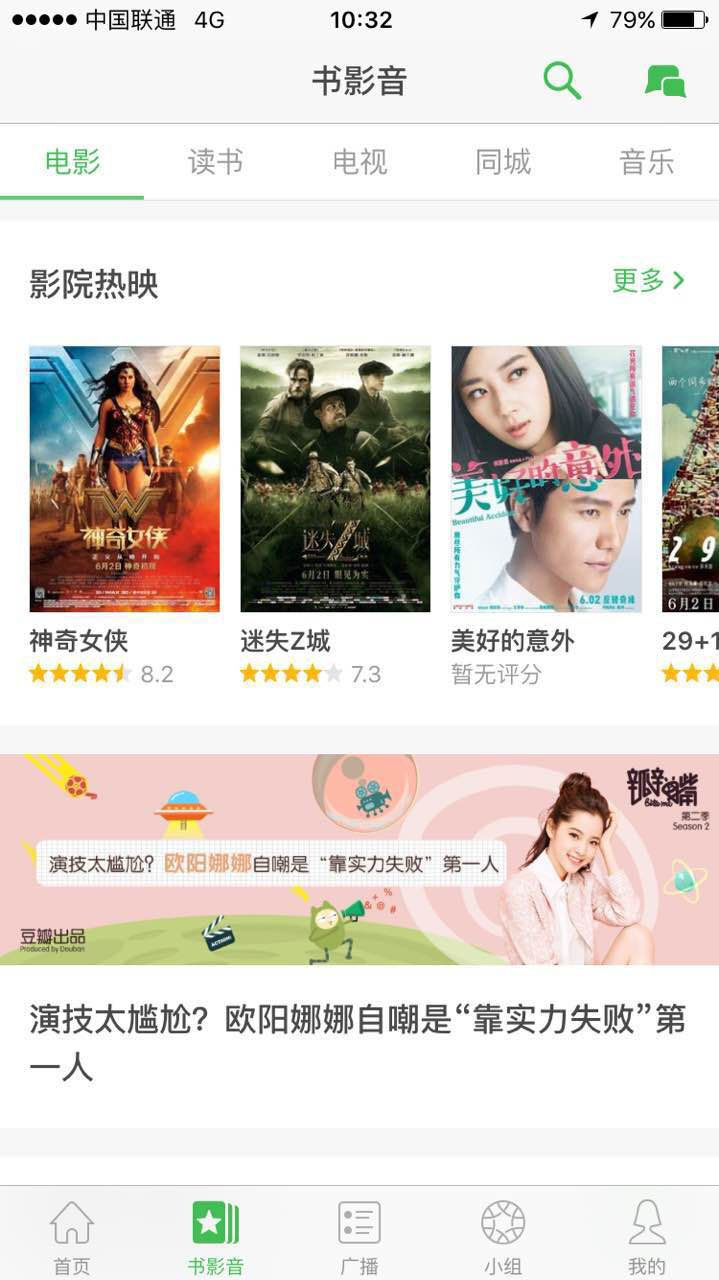 中国联通 4G 10:32 79%
书影音
电影 读书 电视 同城 音乐
影院热映
更多
神奇女侠
6月2日 神奇初现
迷失Z城
6月2日 眼见为实
美好的意外
Beautiful Accident
6.02
两个同
29
6月2日
神奇女侠 迷失Z城 美好的意外 29+1
8.2 7.3 暂无评分
瓣嘴
第二季
Season 2
演技太尴尬？欧阳娜娜自嘲是“靠实力失败”第一人
ACTION!
豆瓣出品
Produced by Douban
演技太尴尬？欧阳娜娜自嘲是“靠实力失败”第
一人
首页 书影音 广播 小组 我的